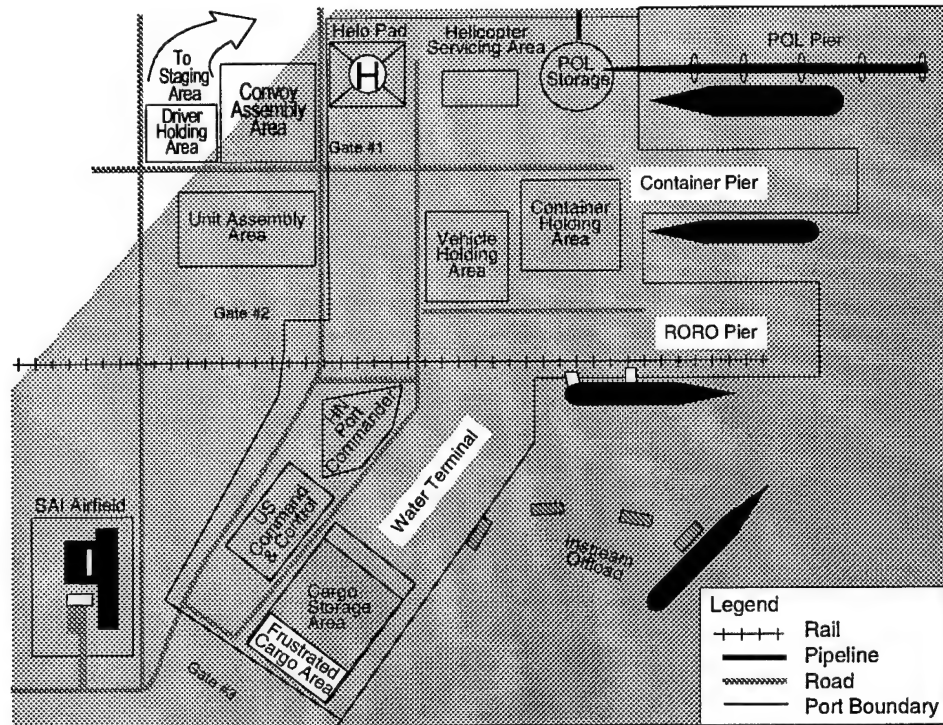 Helo Pad
H
Helicopter
Servicing Area
POL
Storage
POL Pier
To
Staging
Area
Convoy
Assembly
Area
Driver
Holding
Area
Gate #1
Container Pier
Unit Assembly
Area
Vehicle
Holding
Area
Container
Holding
Area
Gate #2
RORO Pier
HN
Port
Commander
Water Terminal
US
Command
& Control
SAI Airfield
Instream
Offload
Cargo
Storage
Area
Frustrated
Cargo Area
Gate #3
Legend
Rail
Pipeline
Road
Port Boundary